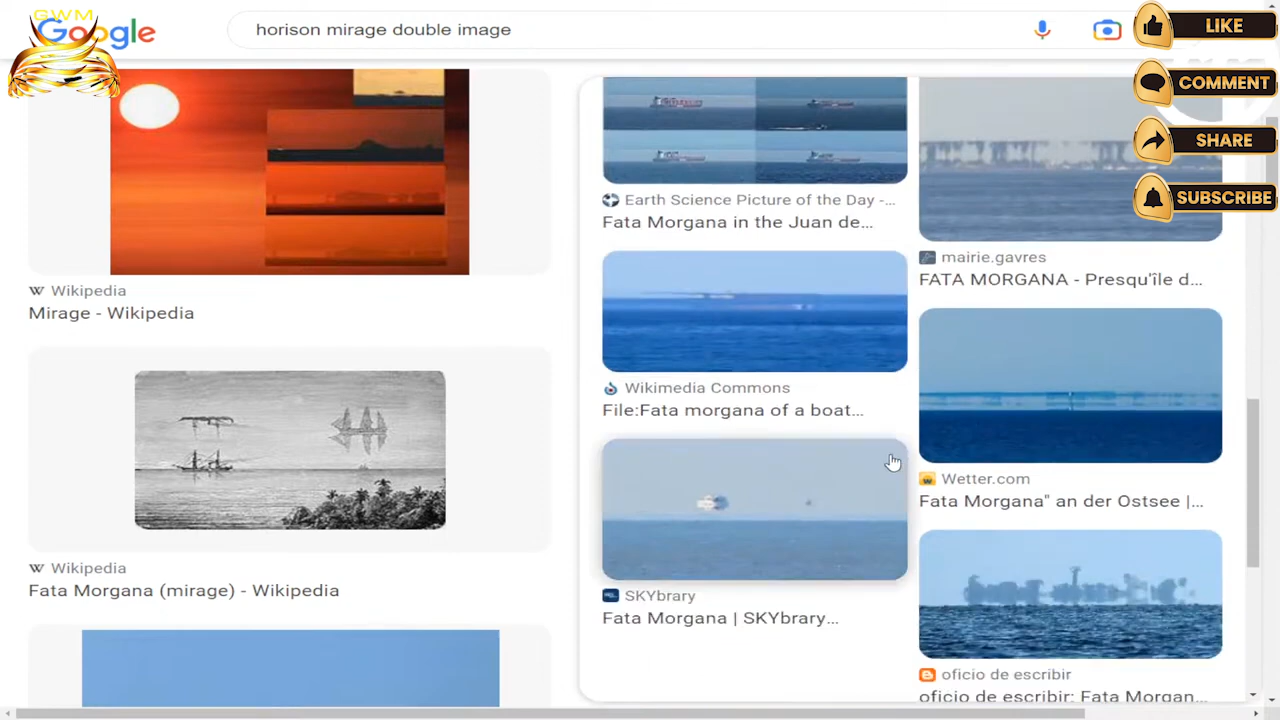 GWM
Google
horison mirage double image
LIKE
COMMENT
SHARE
SUBSCRIBE
Wikipedia
Mirage - Wikipedia
Wikipedia
Fata Morgana (mirage) - Wikipedia
Earth Science Picture of the Day -...
Fata Morgana in the Juan de...
Wikimedia Commons
File:Fata morgana of a boat...
SKYbrary
Fata Morgana | SKYbrary...
mairie.gavres
FATA MORGANA - Presqu'île d...
Wetter.com
Fata Morgana" an der Ostsee |...
oficio de escribir
oficio de escribir: Fata Morgan...